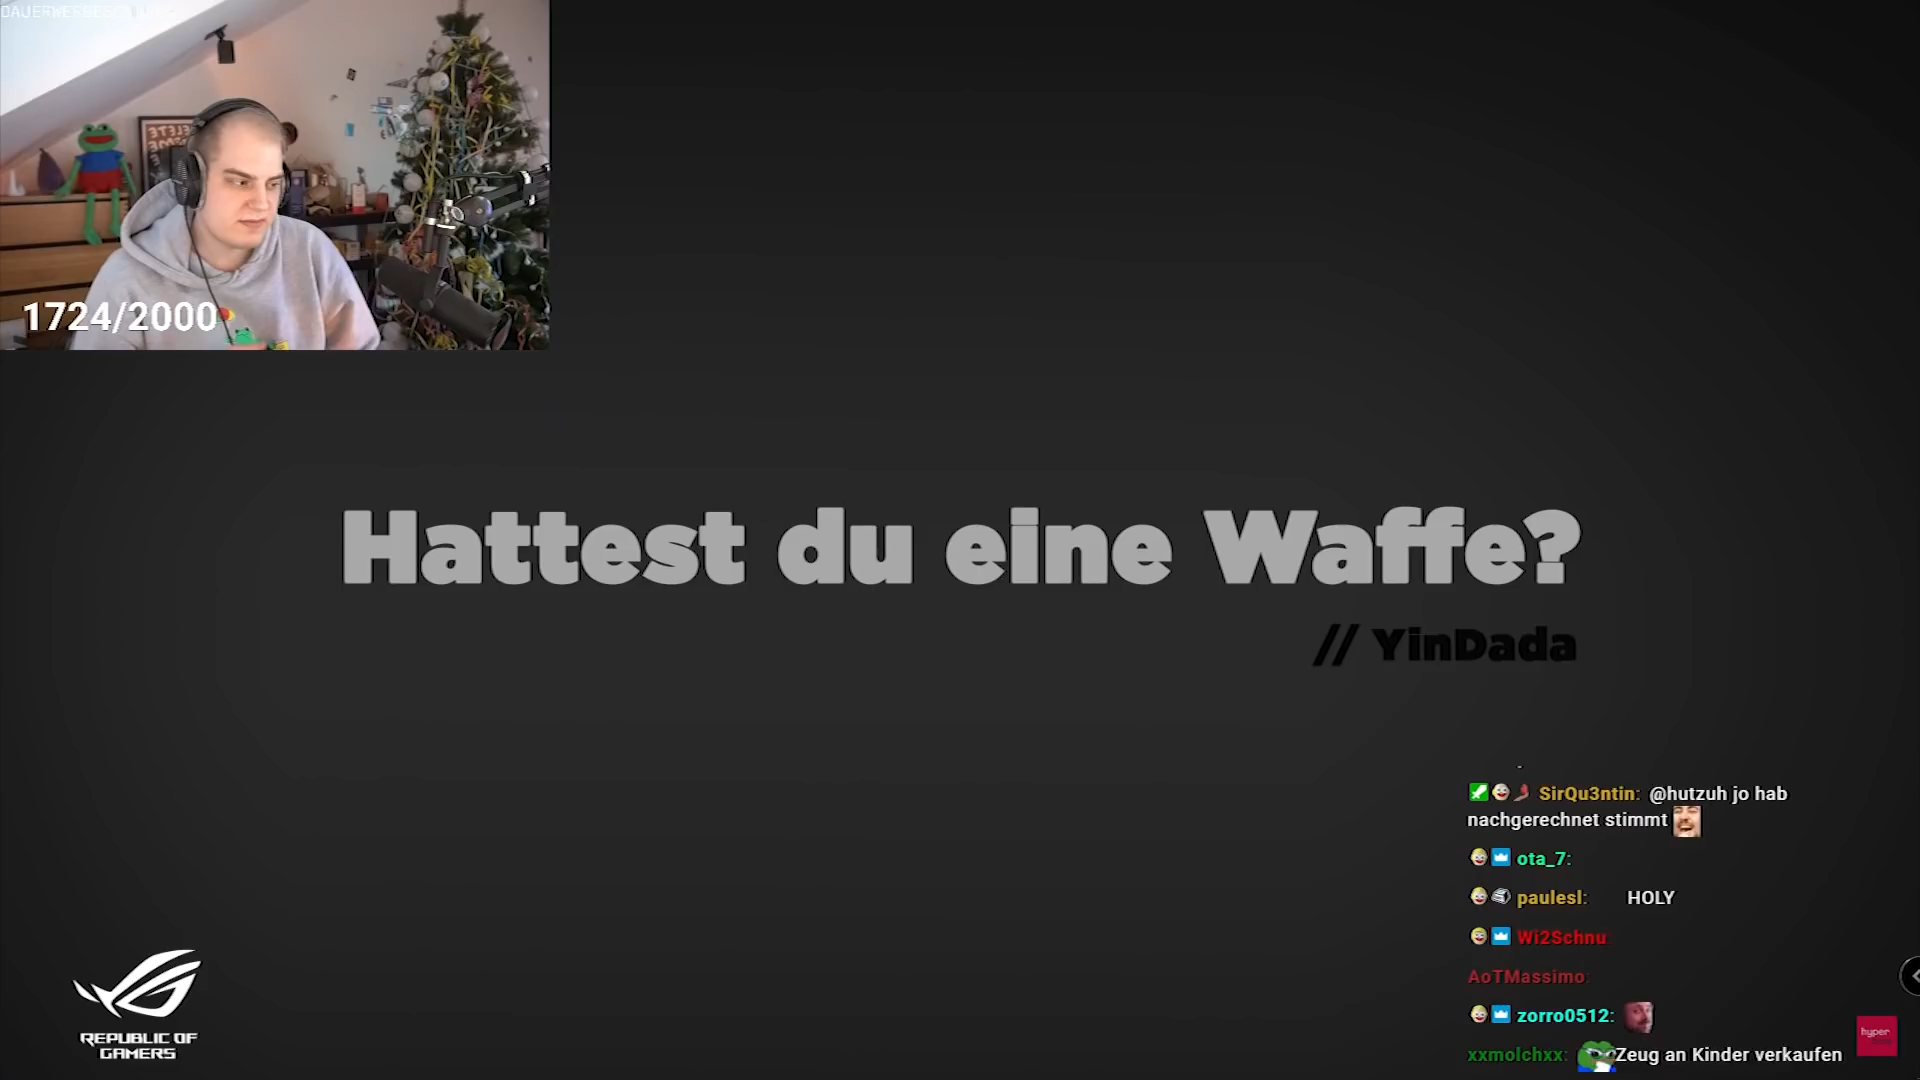 1724/2000
Hattest du eine Waffe?
// YinDada
SirQu3ntin: @hutzuh jo hab
nachgerechnet stimmt
ota_7:
paulesl: HOLY
Wi2Schnu:
AoTMassimo:
zorro0512:
xxmolchxx: Zeug an Kinder verkaufen
REPUBLIC OF
GAMERS
hyper